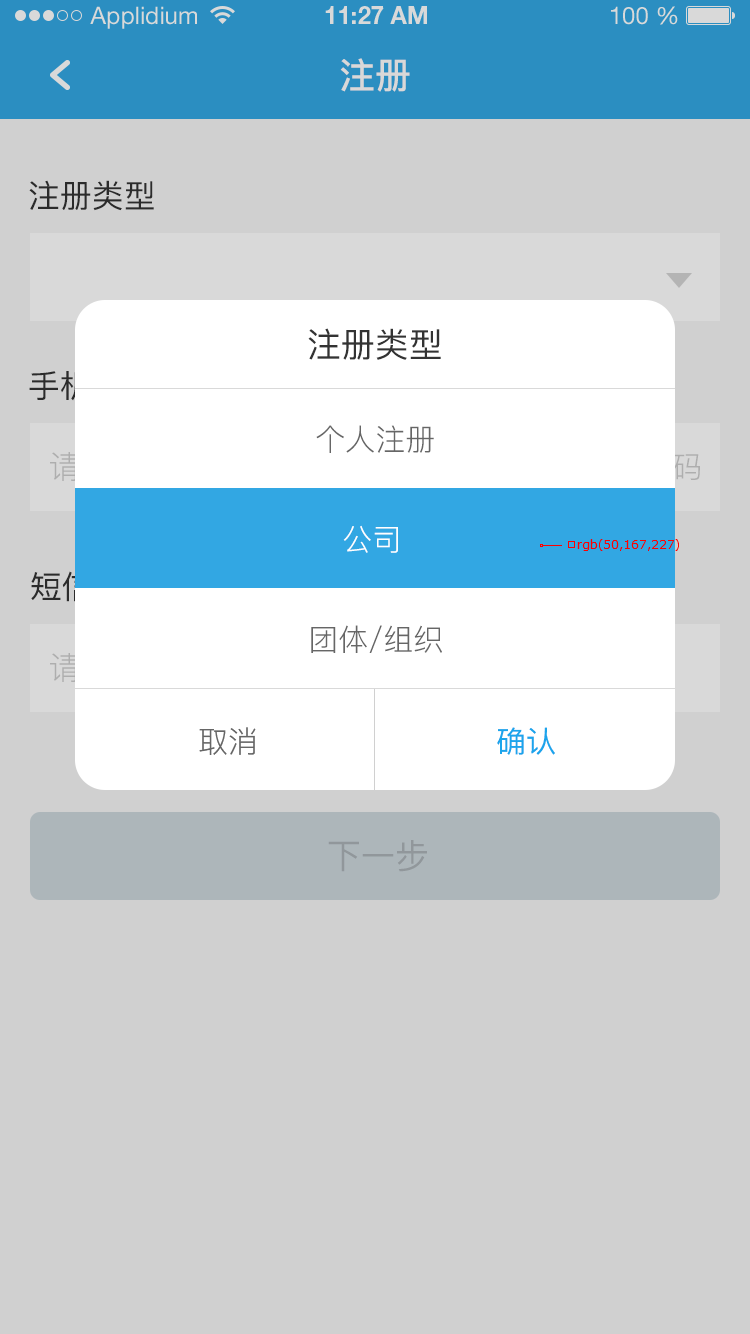 Applidium 11:27 AM 100 %
注册
注册类型
注册类型
手机
个人注册
请 码
公司
rgb(50,167,227)
短信
团体/组织
请
取消 确认
下一步